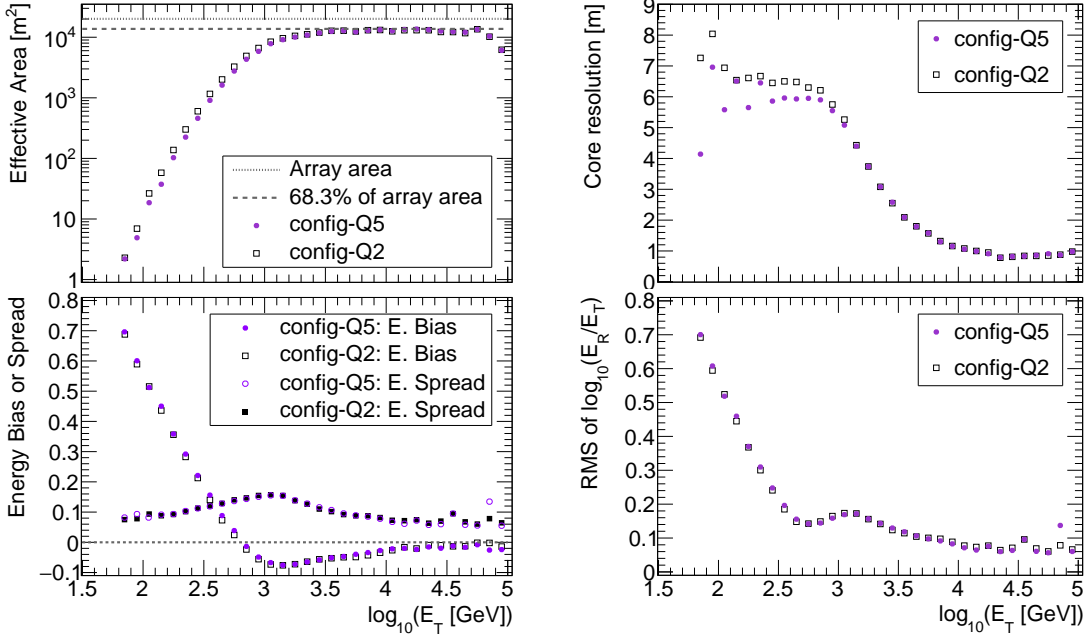 Effective Area [m²]
10⁴
10³
10²
10
1
Array area
68.3% of array area
config-Q5
config-Q2
Core resolution [m]
9
8
7
6
5
4
3
2
1
0
config-Q5
config-Q2
Energy Bias or Spread
0.8
0.7
0.6
0.5
0.4
0.3
0.2
0.1
0
−0.1
config-Q5: E. Bias
config-Q2: E. Bias
config-Q5: E. Spread
config-Q2: E. Spread
1.5 2 2.5 3 3.5 4 4.5 5
log₁₀(E_T [GeV])
RMS of log₁₀(E_R/E_T)
0.8
0.7
0.6
0.5
0.4
0.3
0.2
0.1
0
config-Q5
config-Q2
1.5 2 2.5 3 3.5 4 4.5 5
log₁₀(E_T [GeV])